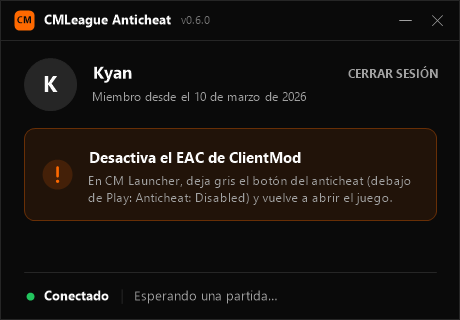 CM CMLeague Anticheat v0.6.0
K
Kyan
CERRAR SESIÓN
Miembro desde el 10 de marzo de 2026
!
Desactiva el EAC de ClientMod
En CM Launcher, deja gris el botón del anticheat (debajo
de Play: Anticheat: Disabled) y vuelve a abrir el juego.
Conectado | Esperando una partida...